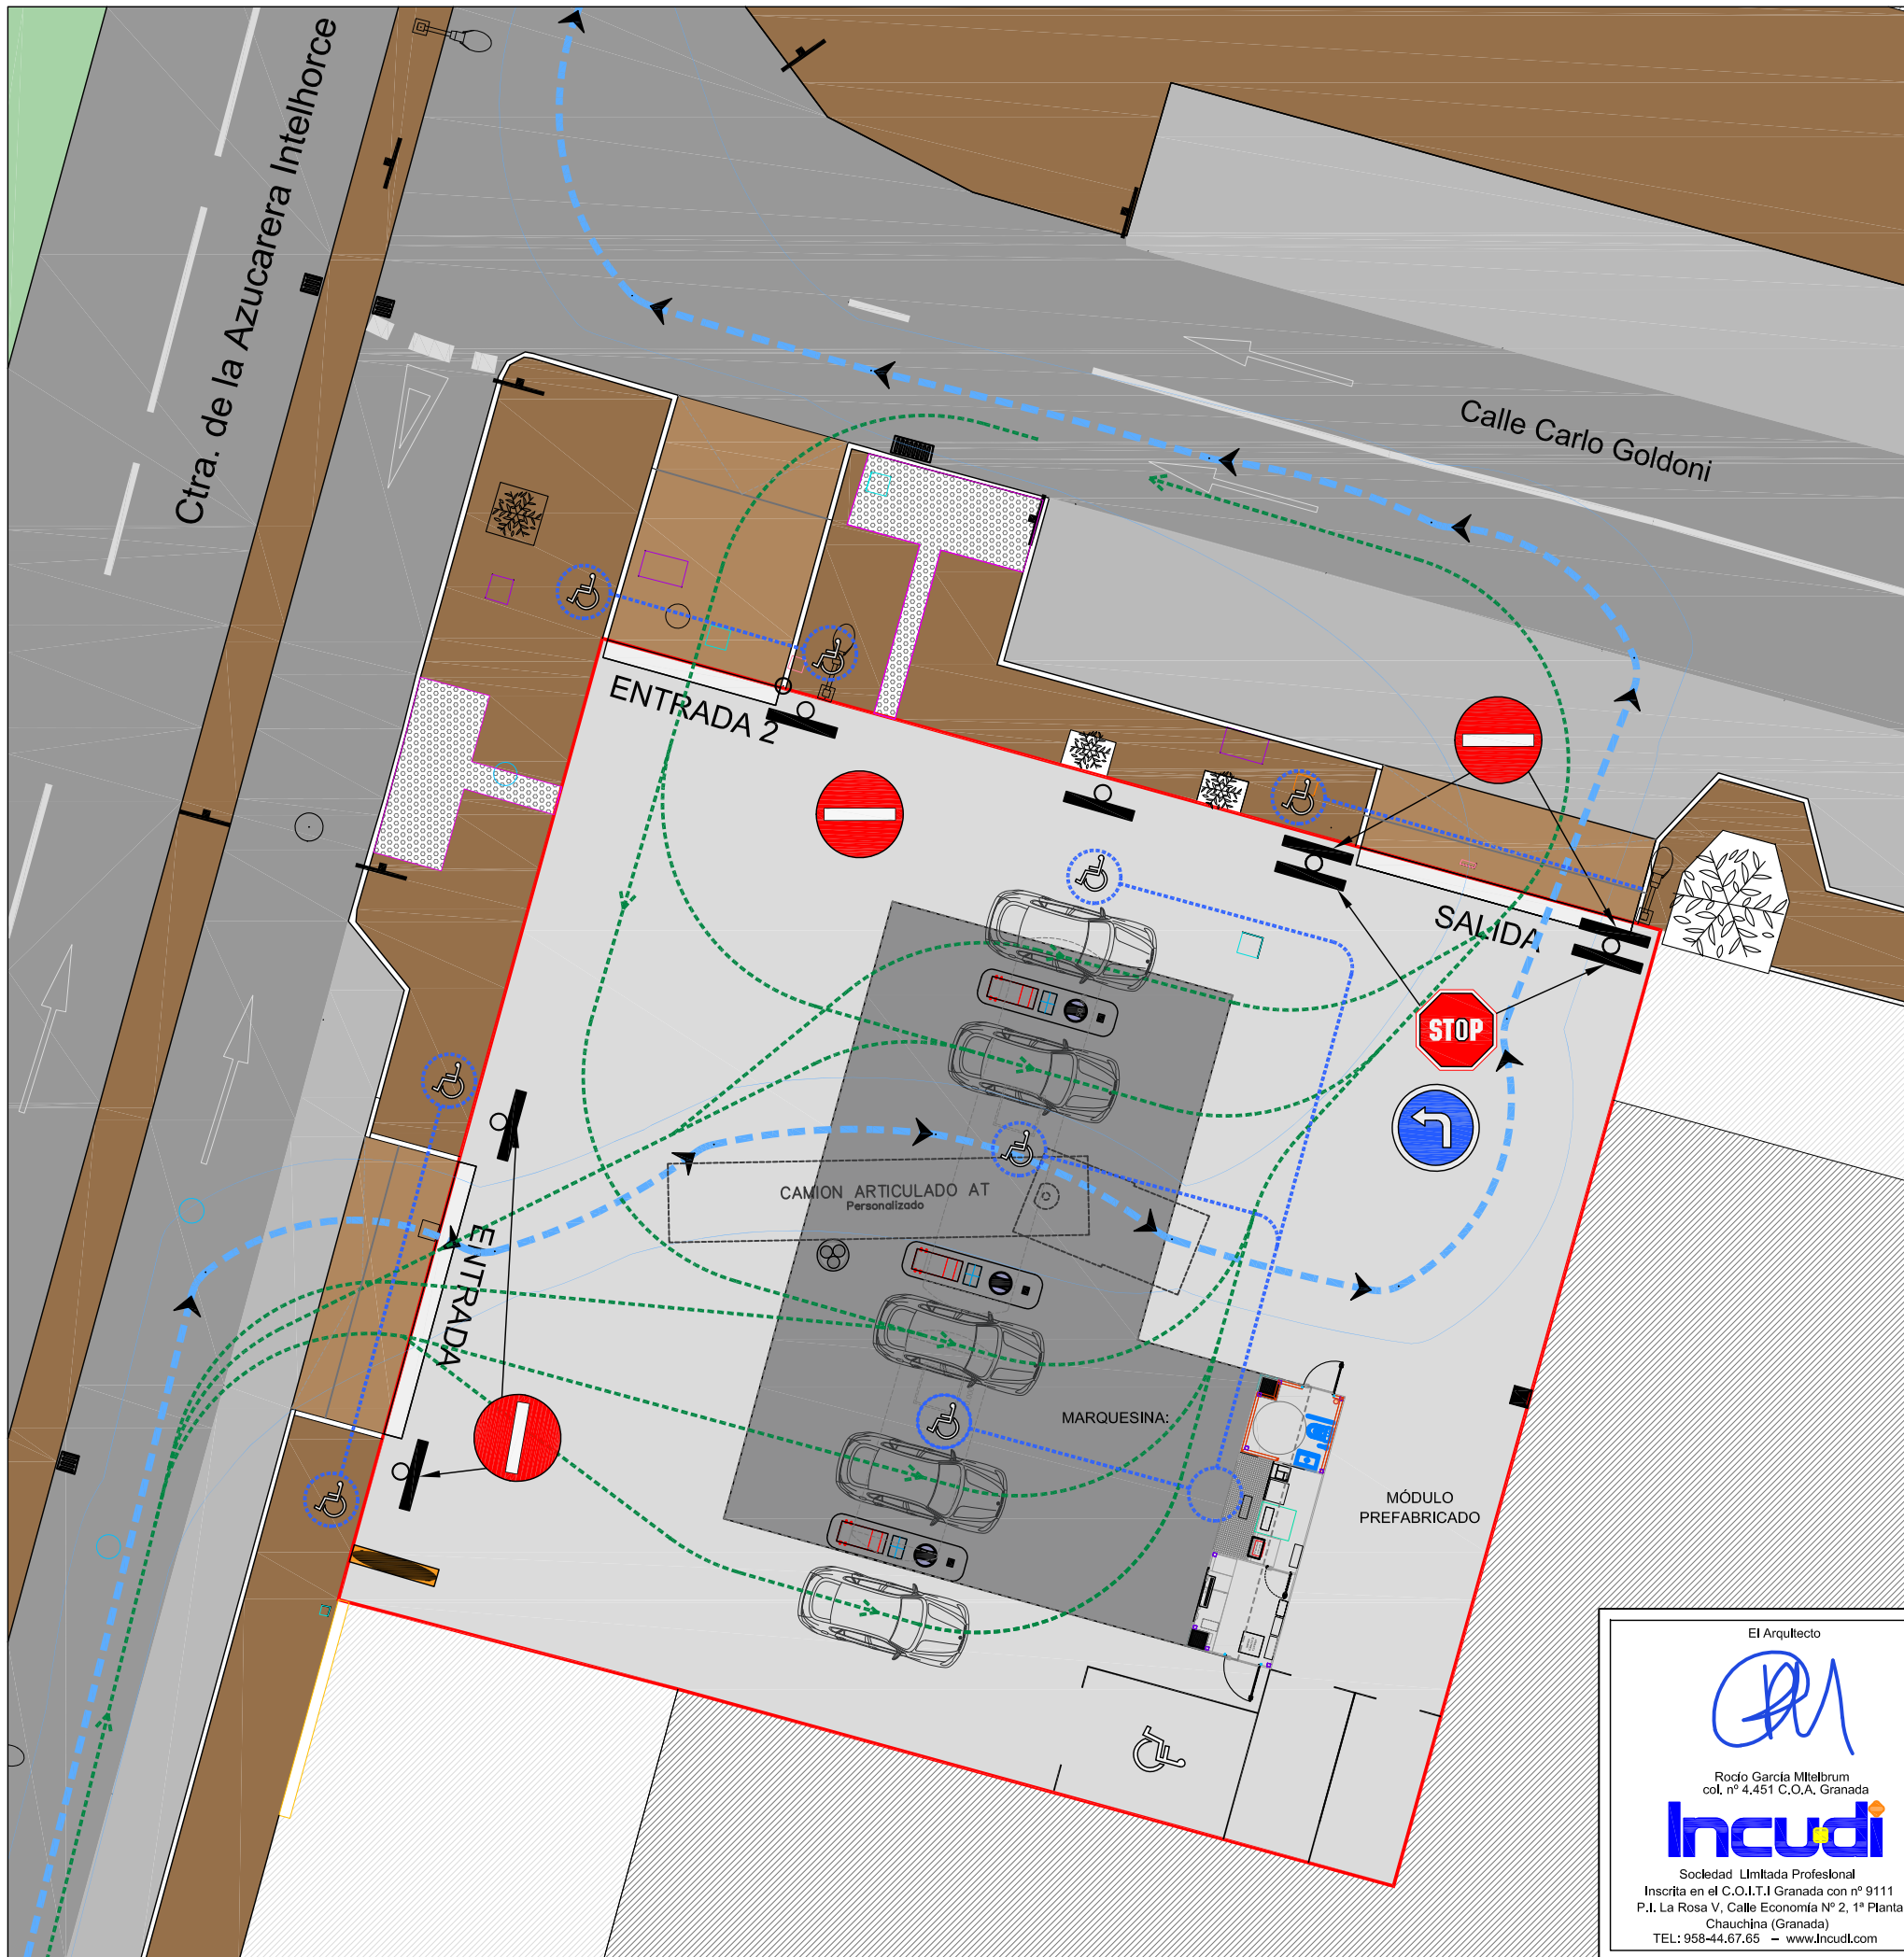 Ctra. de la Azucarera Intelhorce
Calle Carlo Goldoni
ENTRADA 2
SALIDA
STOP
CAMION ARTICULADO AT
Personalizado
ENTRADA
MARQUESINA:
MÓDULO
PREFABRICADO
El Arquitecto
Rocío García Mitelbrum
col. nº 4.451 C.O.A. Granada
Incudi
Sociedad Limitada Profesional
Inscrita en el C.O.I.T.I Granada con nº 9111
P.I. La Rosa V, Calle Economía Nº 2, 1ª Planta
Chauchina (Granada)
TEL: 958-44.67.65 – www.Incudi.com